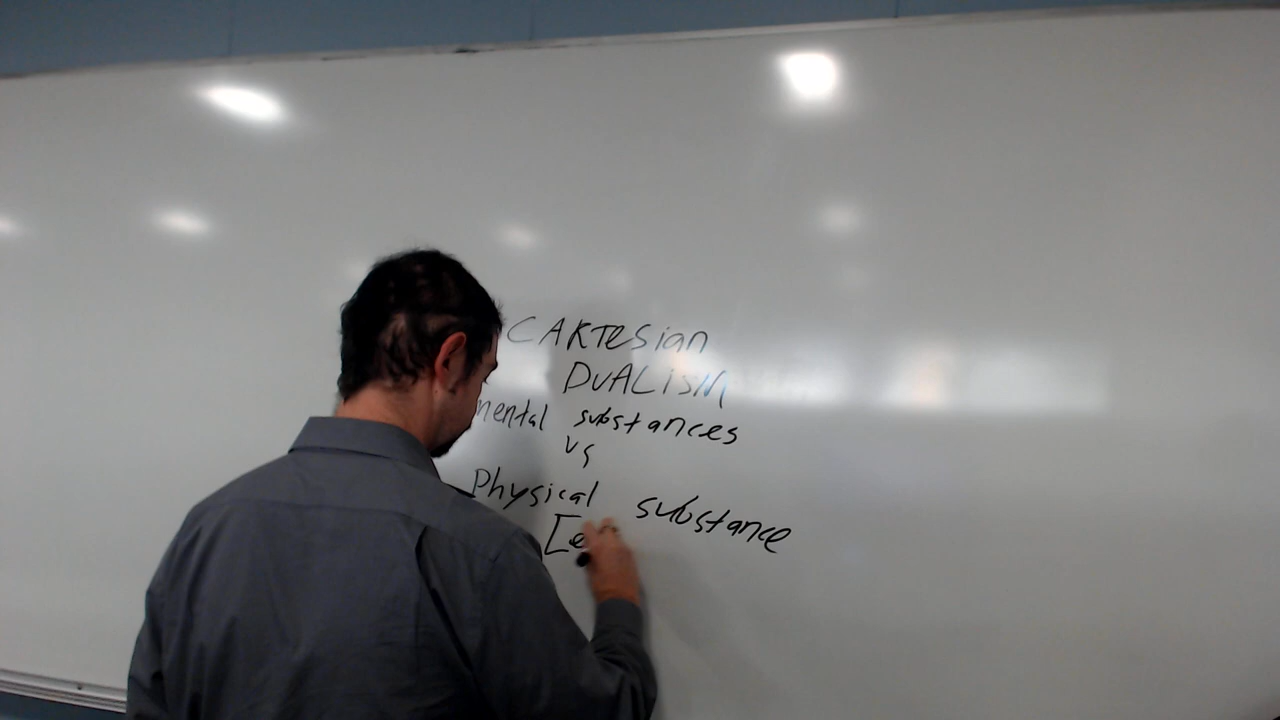 CARTesian
DUALISM
mental substances
vs
Physical substance
[e